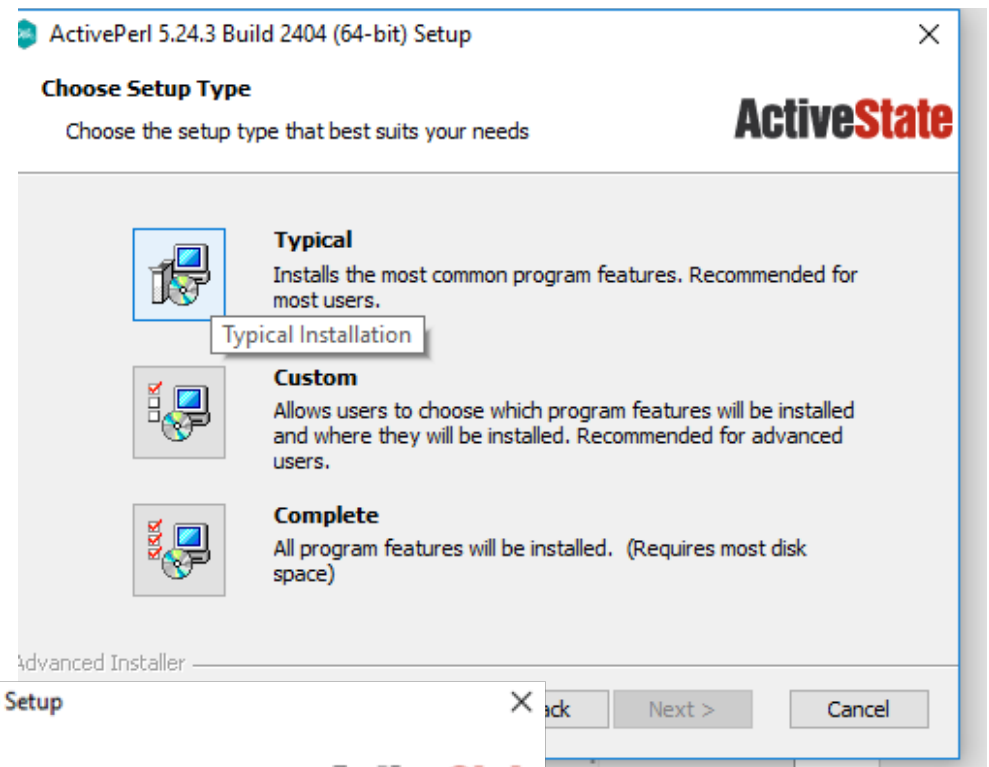 ActivePerl 5.24.3 Build 2404 (64-bit) Setup
Choose Setup Type
Choose the setup type that best suits your needs
ActiveState
Typical
Installs the most common program features. Recommended for
most users.
Typical Installation
Custom
Allows users to choose which program features will be installed
and where they will be installed. Recommended for advanced
users.
Complete
All program features will be installed. (Requires most disk
space)
Advanced Installer
Setup
ack
Next >
Cancel